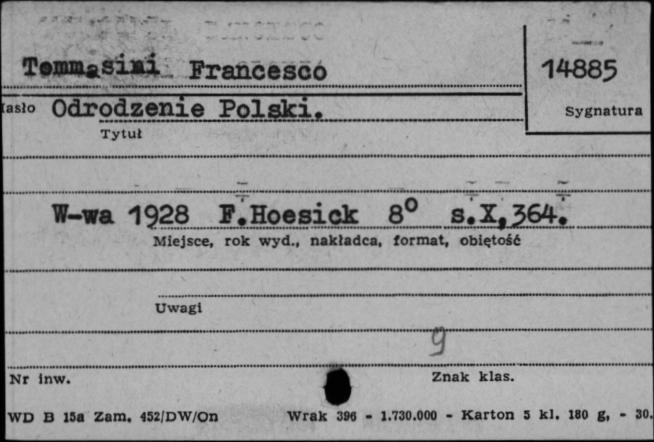 Tommasini Francesco
14885
Hasło Odrodzenie Polski.
Sygnatura
Tytuł
W-wa 1928 F.Hoesick 8° s.X,364.
Miejsce, rok wyd., nakładca, format, objętość
Uwagi
9
Nr inw.
Znak klas.
WD B 15a Zam. 452/DW/On Wrak 396 - 1.730.000 - Karton 5 kl. 180 g, - 30.